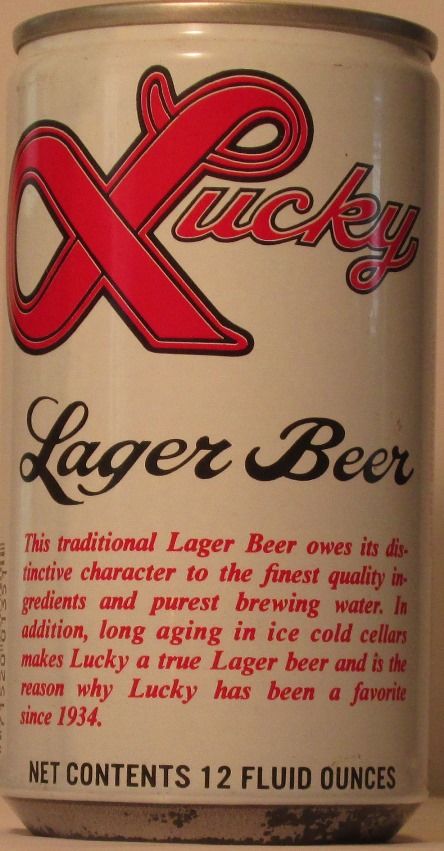 Lucky
Lager Beer
This traditional Lager Beer owes its dis-
tinctive character to the finest quality in-
gredients and purest brewing water. In
addition, long aging in ice cold cellars
makes Lucky a true Lager beer and is the
reason why Lucky has been a favorite
since 1934.
NET CONTENTS 12 FLUID OUNCES